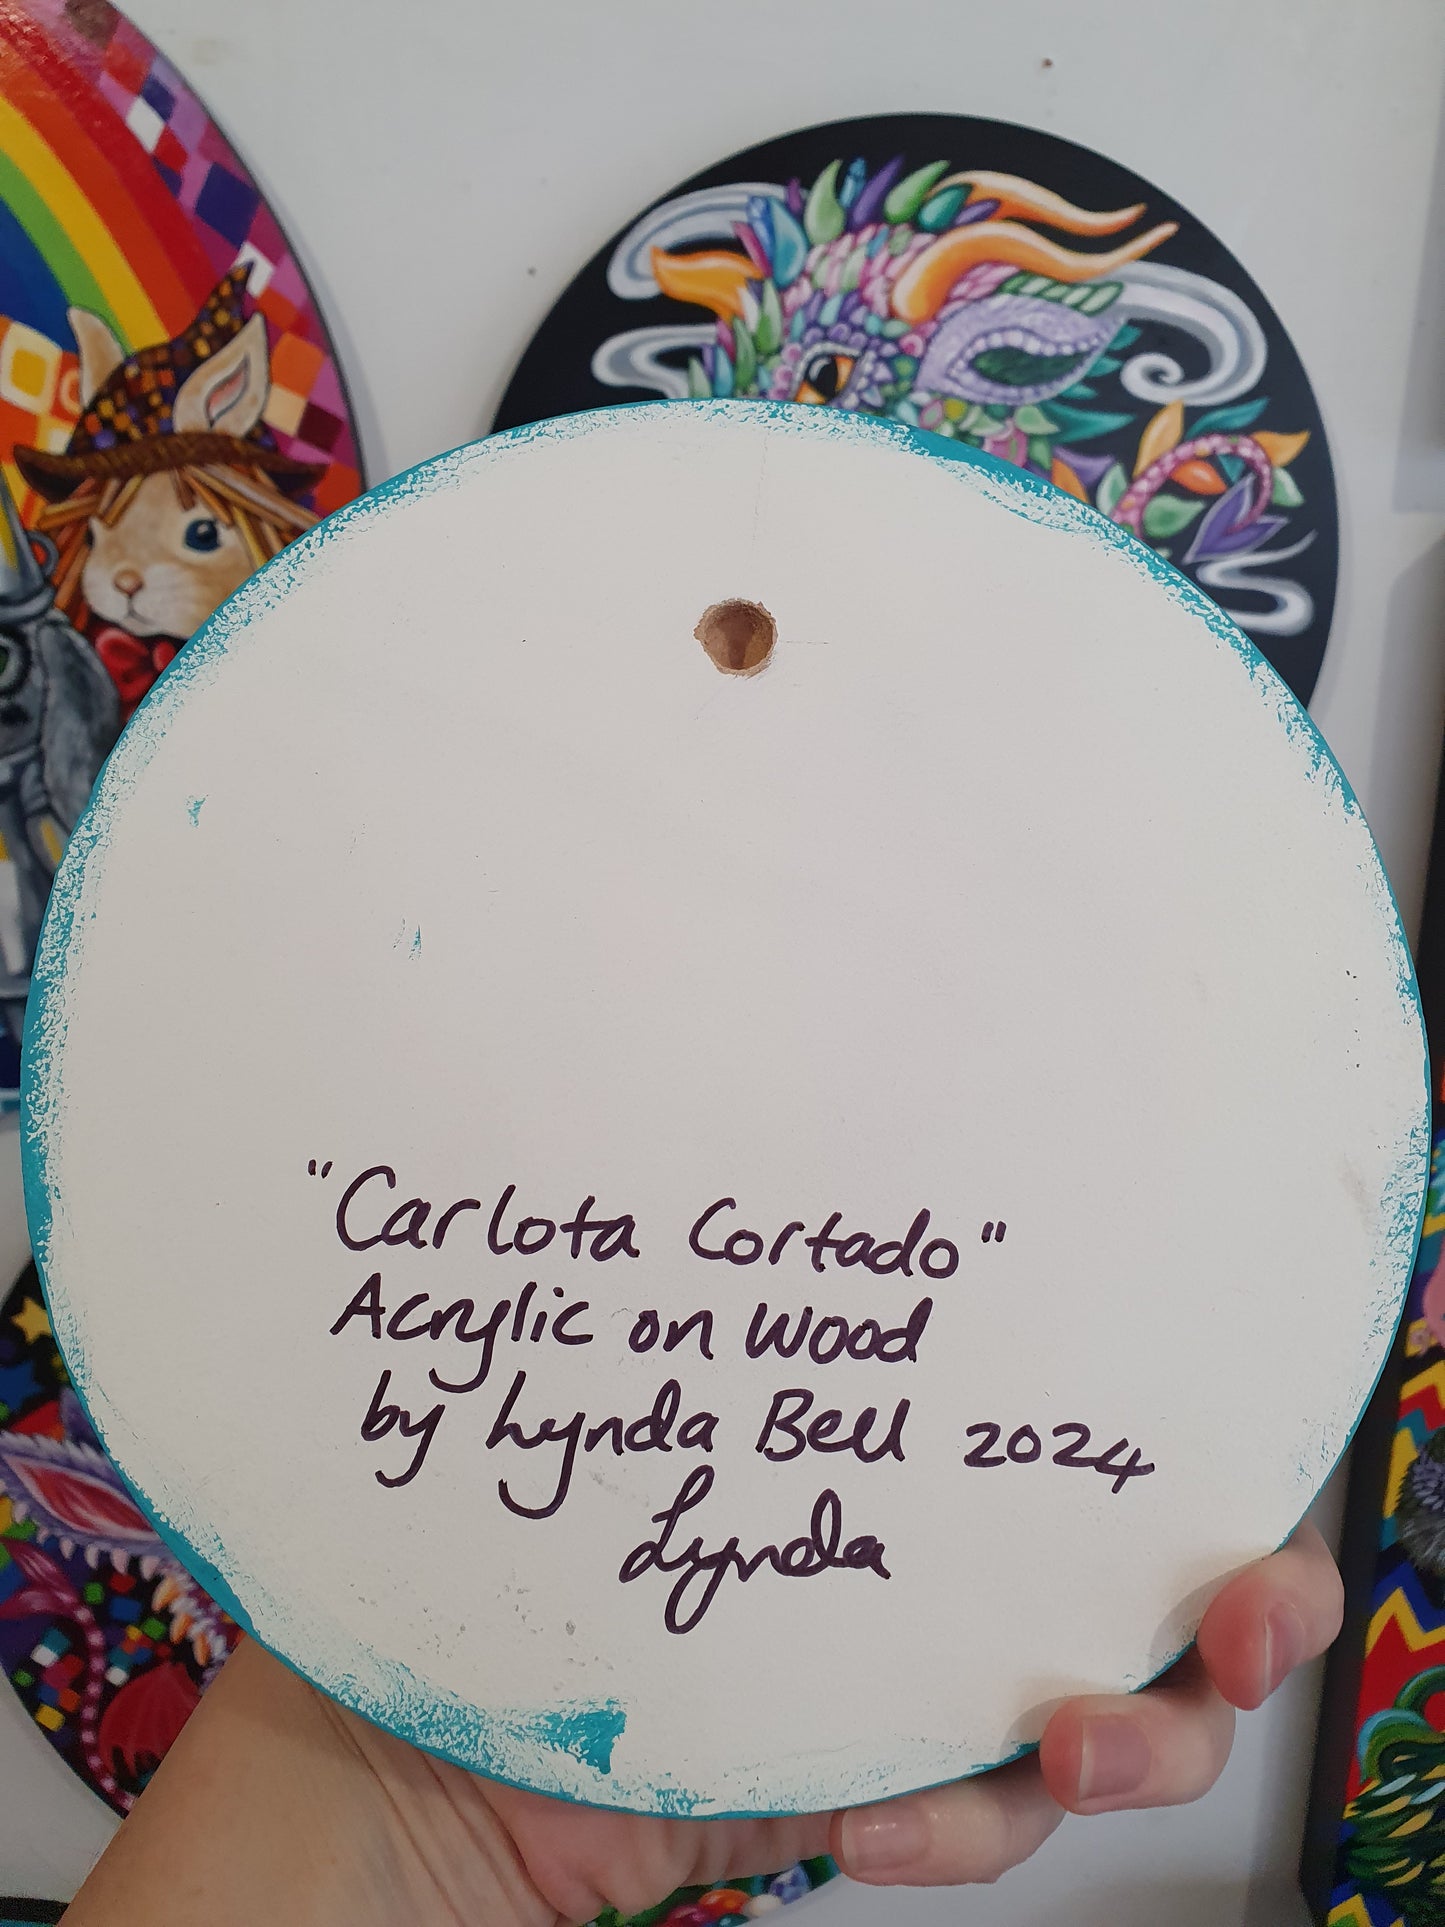 "Carlota Cortado"
Acrylic on wood
by Lynda Bell 2024
Lynda